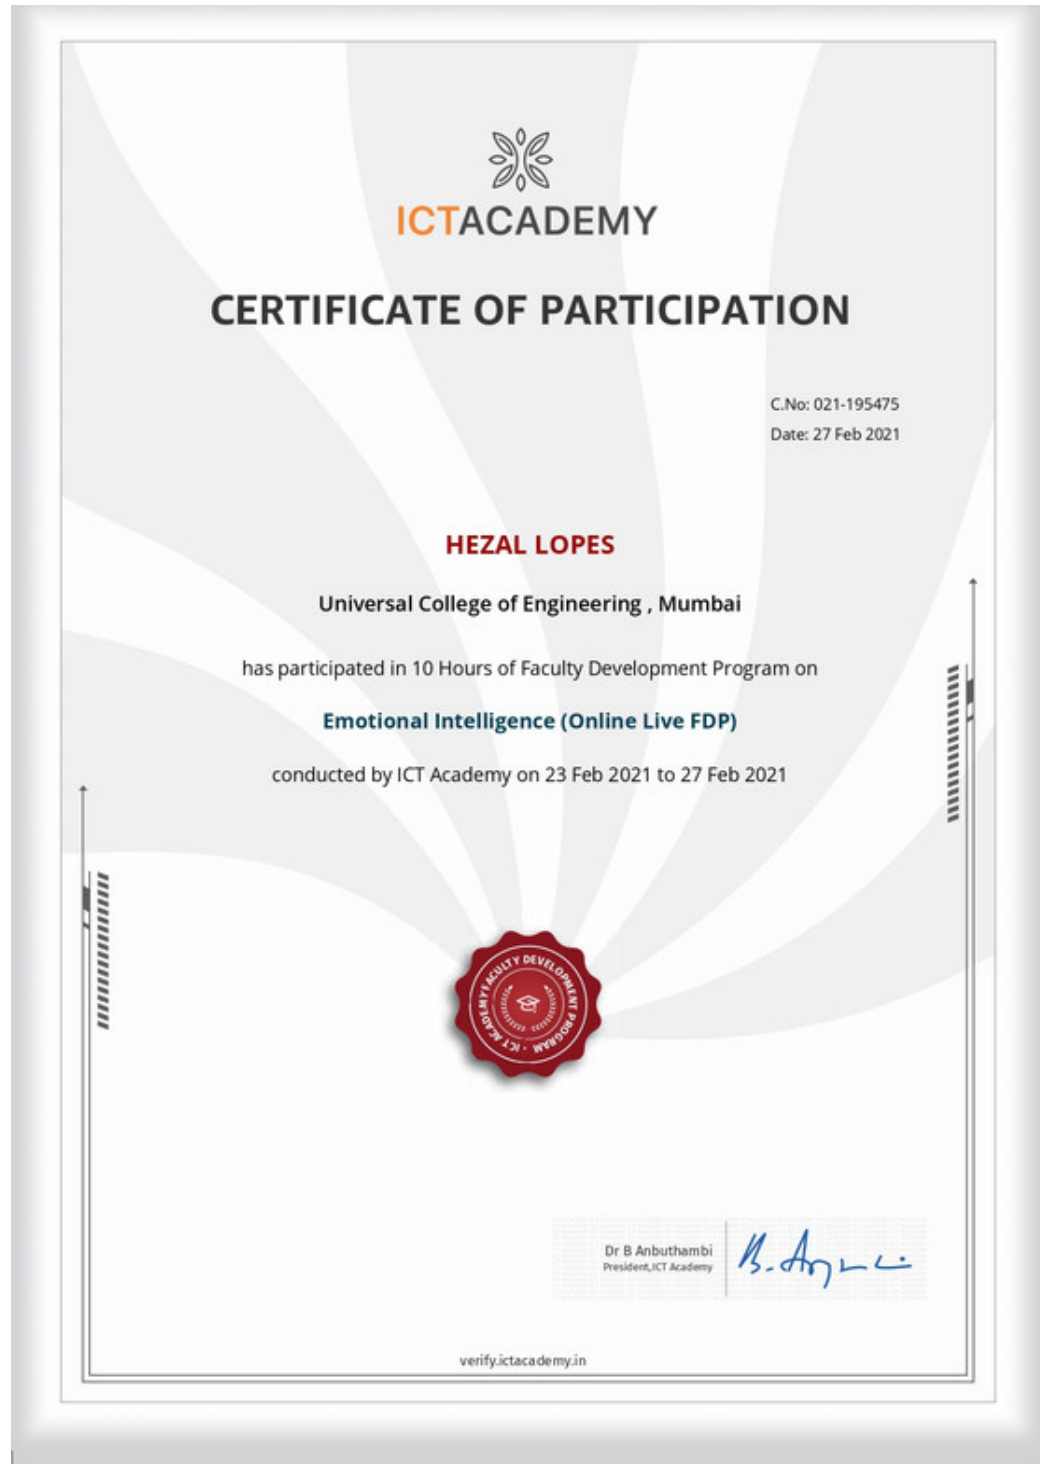 ICTACADEMY
CERTIFICATE OF PARTICIPATION
C.No: 021-195475
Date: 27 Feb 2021
HEZAL LOPES
Universal College of Engineering , Mumbai
has participated in 10 Hours of Faculty Development Program on
Emotional Intelligence (Online Live FDP)
conducted by ICT Academy on 23 Feb 2021 to 27 Feb 2021
ICT ACADEMY FACULTY DEVELOPMENT PROGRAM
Dr B Anbuthambi
President,ICT Academy
verify.ictacademy.in